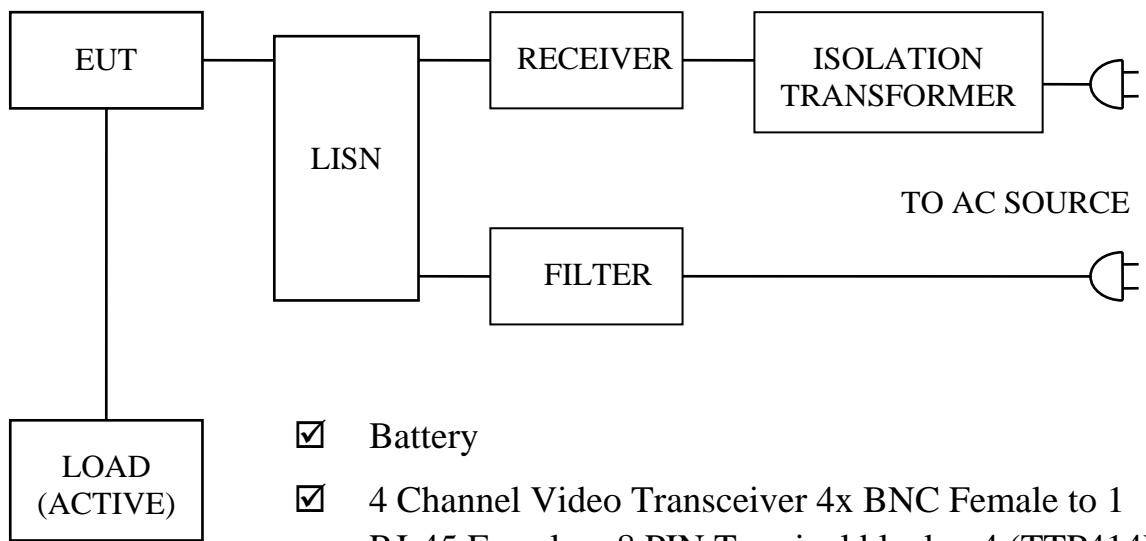 EUT
RECEIVER
ISOLATION
TRANSFORMER
LISN
TO AC SOURCE
FILTER
LOAD
(ACTIVE)
☑ Battery
☑ 4 Channel Video Transceiver 4x BNC Female to 1